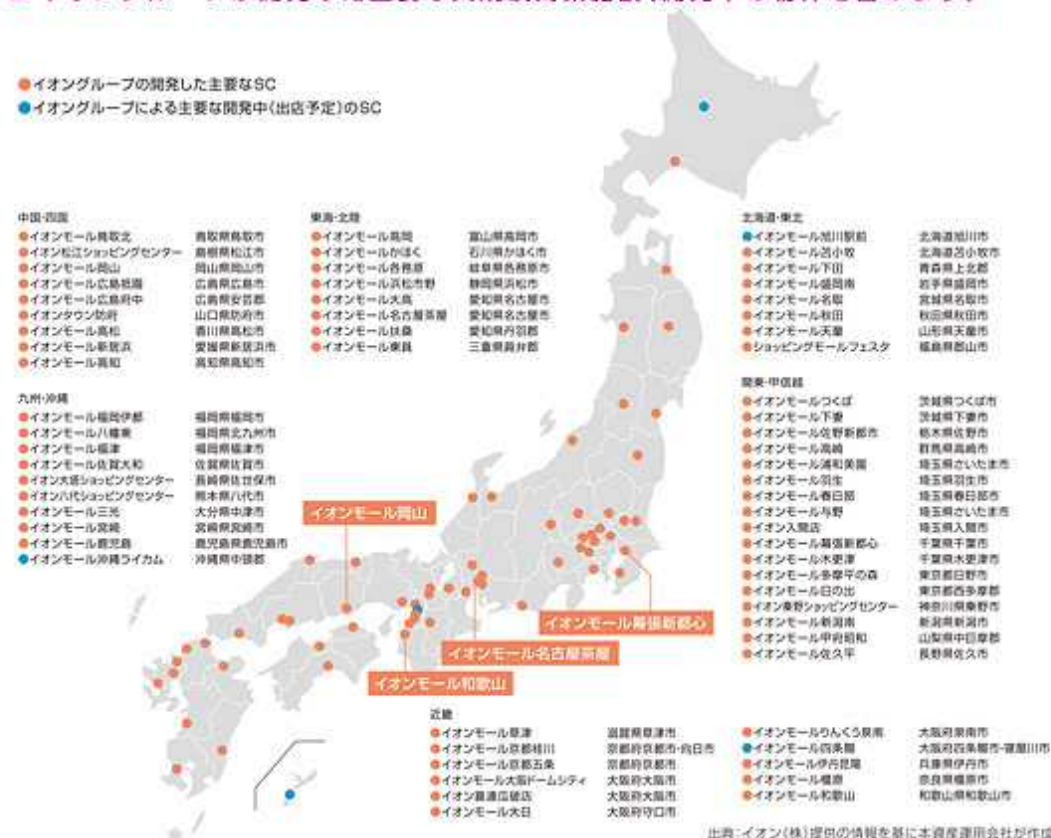 ●イオングループの開発した主要なSC
●イオングループによる主要な開発中(出店予定)のSC
中国・四国
●イオンモール鳥取北 鳥取県鳥取市
●イオン松江ショッピングセンター 島根県松江市
●イオンモール岡山 岡山県岡山市
●イオンモール広島祇園 広島県広島市
●イオンモール広島府中 広島県安芸郡
●イオンタウン防府 山口県防府市
●イオンモール高松 香川県高松市
●イオンモール新居浜 愛媛県新居浜市
●イオンモール高知 高知県高知市
東海・北陸
●イオンモール高岡 富山県高岡市
●イオンモールかほく 石川県かほく市
●イオンモール各務原 岐阜県各務原市
●イオンモール浜松市野 静岡県浜松市
●イオンモール大高 愛知県名古屋市
●イオンモール名古屋茶屋 愛知県名古屋市
●イオンモール扶桑 愛知県丹羽郡
●イオンモール東員 三重県員弁郡
北海道・東北
●イオンモール旭川駅前 北海道旭川市
●イオンモール苫小牧 北海道苫小牧市
●イオンモール下田 青森県上北郡
●イオンモール盛岡南 岩手県盛岡市
●イオンモール名取 宮城県名取市
●イオンモール秋田 秋田県秋田市
●イオンモール天童 山形県天童市
●ショッピングモールフェスタ 福島県郡山市
九州・沖縄
●イオンモール福岡伊都 福岡県福岡市
●イオンモール八幡東 福岡県北九州市
●イオンモール福津 福岡県福津市
●イオンモール佐賀大和 佐賀県佐賀市
●イオン大塔ショッピングセンター 長崎県佐世保市
●イオン八代ショッピングセンター 熊本県八代市
●イオンモール三光 大分県中津市
●イオンモール宮崎 宮崎県宮崎市
●イオンモール鹿児島 鹿児島県鹿児島市
●イオンモール沖縄ライカム 沖縄県中頭郡
関東・甲信越
●イオンモールつくば 茨城県つくば市
●イオンモール下妻 茨城県下妻市
●イオンモール佐野新都市 栃木県佐野市
●イオンモール高崎 群馬県高崎市
●イオンモール浦和美園 埼玉県さいたま市
●イオンモール羽生 埼玉県羽生市
●イオンモール春日部 埼玉県春日部市
●イオンモール与野 埼玉県さいたま市
●イオン入間店 埼玉県入間市
●イオンモール幕張新都心 千葉県千葉市
●イオンモール木更津 千葉県木更津市
●イオンモール多摩平の森 東京都日野市
●イオンモール日の出 東京都西多摩郡
●イオン秦野ショッピングセンター 神奈川県秦野市
●イオンモール新潟南 新潟県新潟市
●イオンモール甲府昭和 山梨県中巨摩郡
●イオンモール佐久平 長野県佐久市
イオンモール岡山
イオンモール幕張新都心
イオンモール名古屋茶屋
イオンモール和歌山
近畿
●イオンモール草津 滋賀県草津市
●イオンモール京都桂川 京都府京都市・向日市
●イオンモール京都五条 京都府京都市
●イオンモール大阪ドームシティ 大阪府大阪市
●イオン喜連瓜破店 大阪府大阪市
●イオンモール大日 大阪府守口市
●イオンモールりんくう泉南 大阪府泉南市
●イオンモール四條畷 大阪府四條畷市・寝屋川市
●イオンモール伊丹昆陽 兵庫県伊丹市
●イオンモール橿原 奈良県橿原市
●イオンモール和歌山 和歌山県和歌山市
出典：イオン(株)提供の情報を基に本資産運用会社が作成